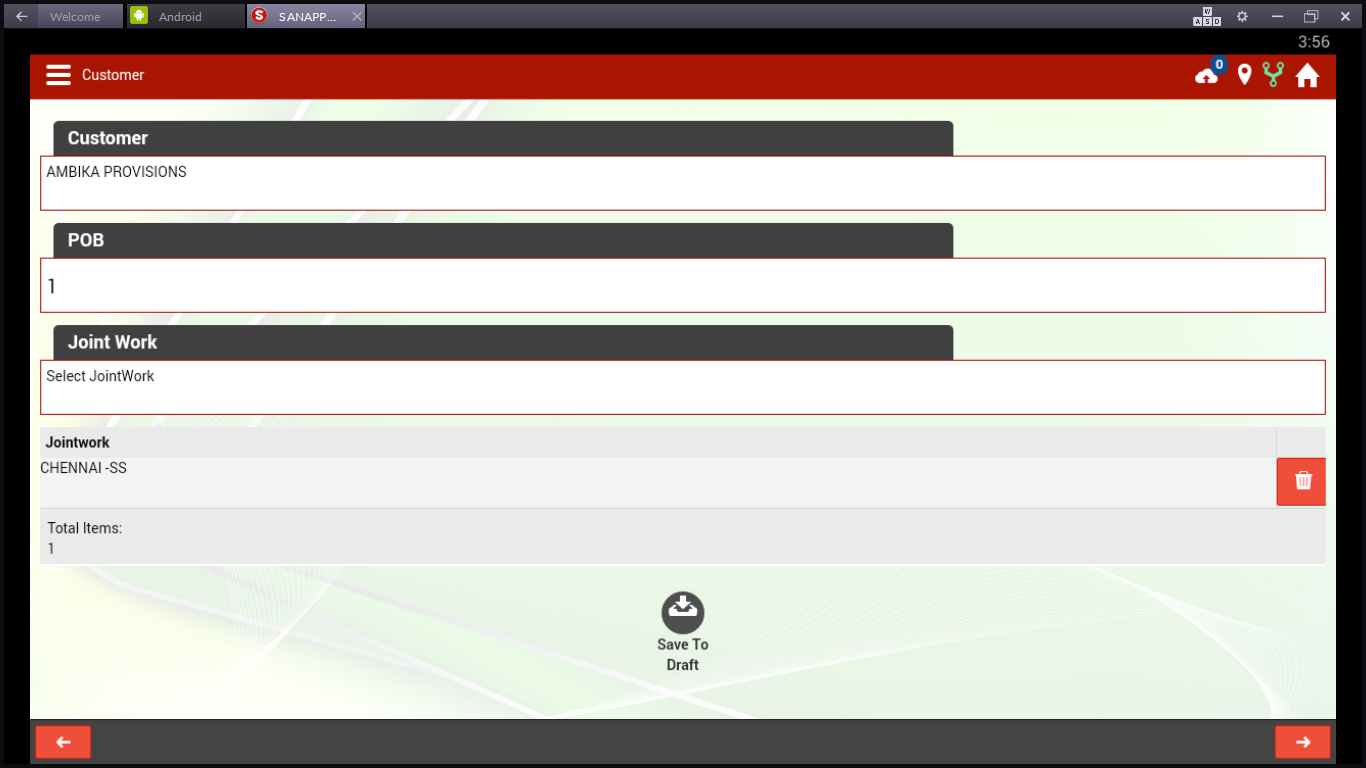 Welcome
Android
SANAPP...
W
A S D
3:56
Customer
0
Customer
AMBIKA PROVISIONS
POB
1
Joint Work
Select JointWork
Jointwork
CHENNAI -SS
Total Items:
1
Save To
Draft